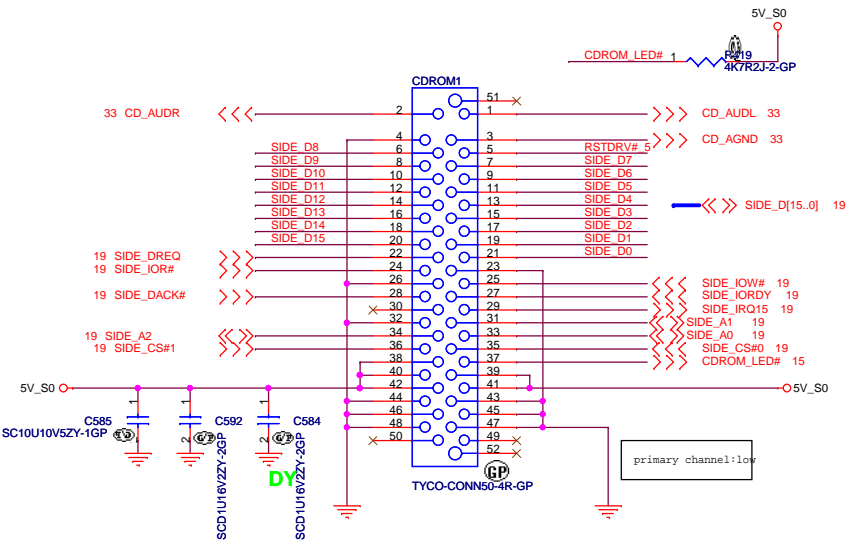 5V_S0
CDROM_LED# 1
R419
4K7R2J-2-GP
CDROM1
51
33 CD_AUDR 2 1 CD_AUDL 33
4 3 CD_AGND 33
SIDE_D8 6 5 RSTDRV#_5
SIDE_D9 8 7 SIDE_D7
SIDE_D10 10 9 SIDE_D6
SIDE_D11 12 11 SIDE_D5
SIDE_D12 14 13 SIDE_D4
SIDE_D[15..0] 19
SIDE_D13 16 15 SIDE_D3
SIDE_D14 18 17 SIDE_D2
SIDE_D15 20 19 SIDE_D1
19 SIDE_DREQ 22 21 SIDE_D0
19 SIDE_IOR# 24 23
26 25 SIDE_IOW# 19
19 SIDE_DACK# 28 27 SIDE_IORDY 19
30 29 SIDE_IRQ15 19
32 31 SIDE_A1 19
19 SIDE_A2 34 33 SIDE_A0 19
19 SIDE_CS#1 36 35 SIDE_CS#0 19
38 37 CDROM_LED# 15
40 39
5V_S0 42 41 5V_S0
44 43
46 45
48 47
50 49
52
1 1 1
C585 C592 C584
SC10U10V5ZY-1GP
2 2 2
SCD1U16V2ZY-2GP
SCD1U16V2ZY-2GP
DY
GP
TYCO-CONN50-4R-GP
primary channel:low